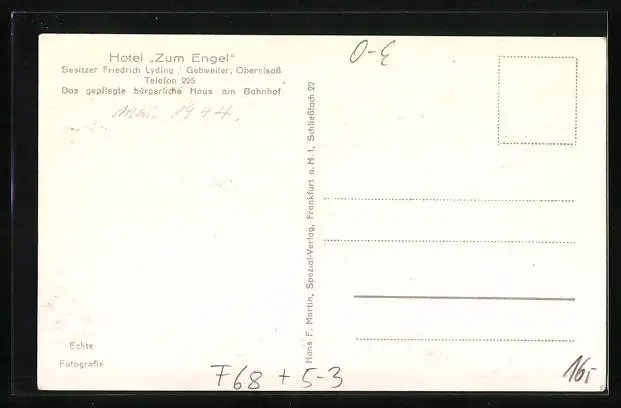 Hotel „Zum Engel"
Besitzer Friedrich Lyding / Gebweiler, Oberelsaß
Telefon 225
Das gepflegte bürgerliche Haus am Bahnhof
Mai 1944.
O-E
Hans F. Martin, Spezial-Verlag, Frankfurt a. M. 1, Schließfach 22
Echte
Fotografie
F68 + 5-3
16,-